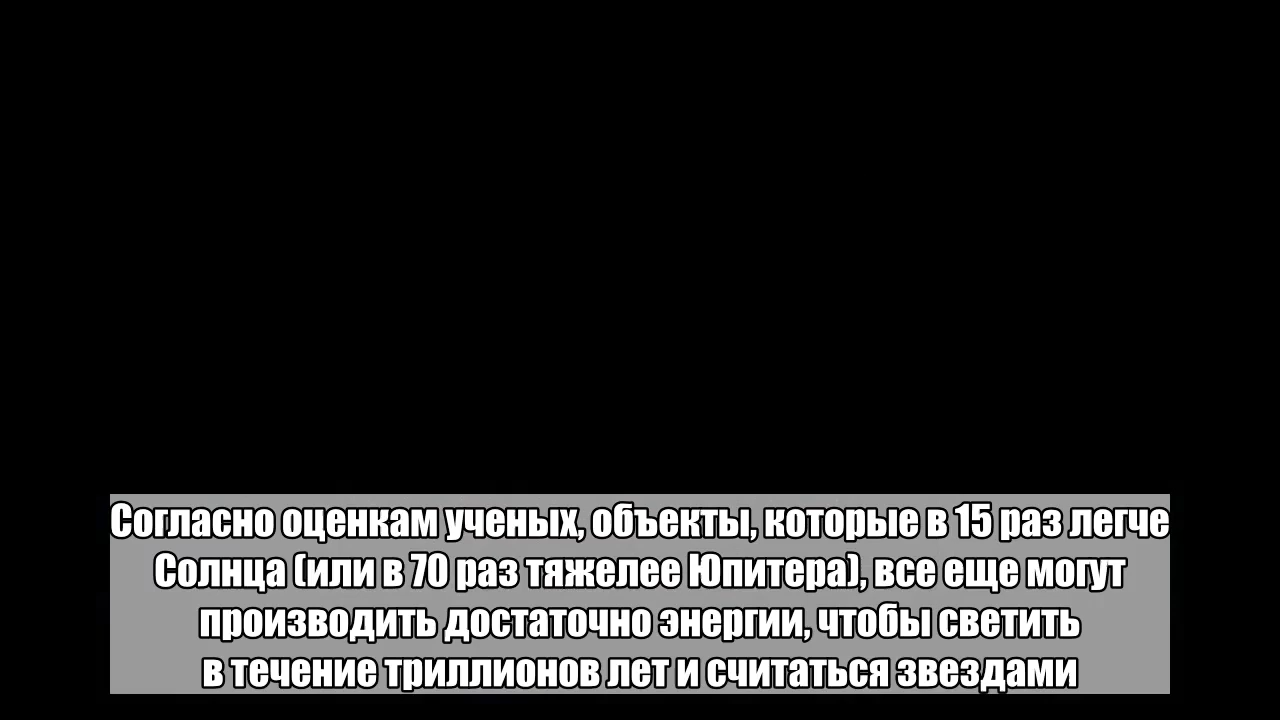 Согласно оценкам ученых, объекты, которые в 15 раз легче
Солнца (или в 70 раз тяжелее Юпитера), все еще могут
производить достаточно энергии, чтобы светить
в течение триллионов лет и считаться звездами